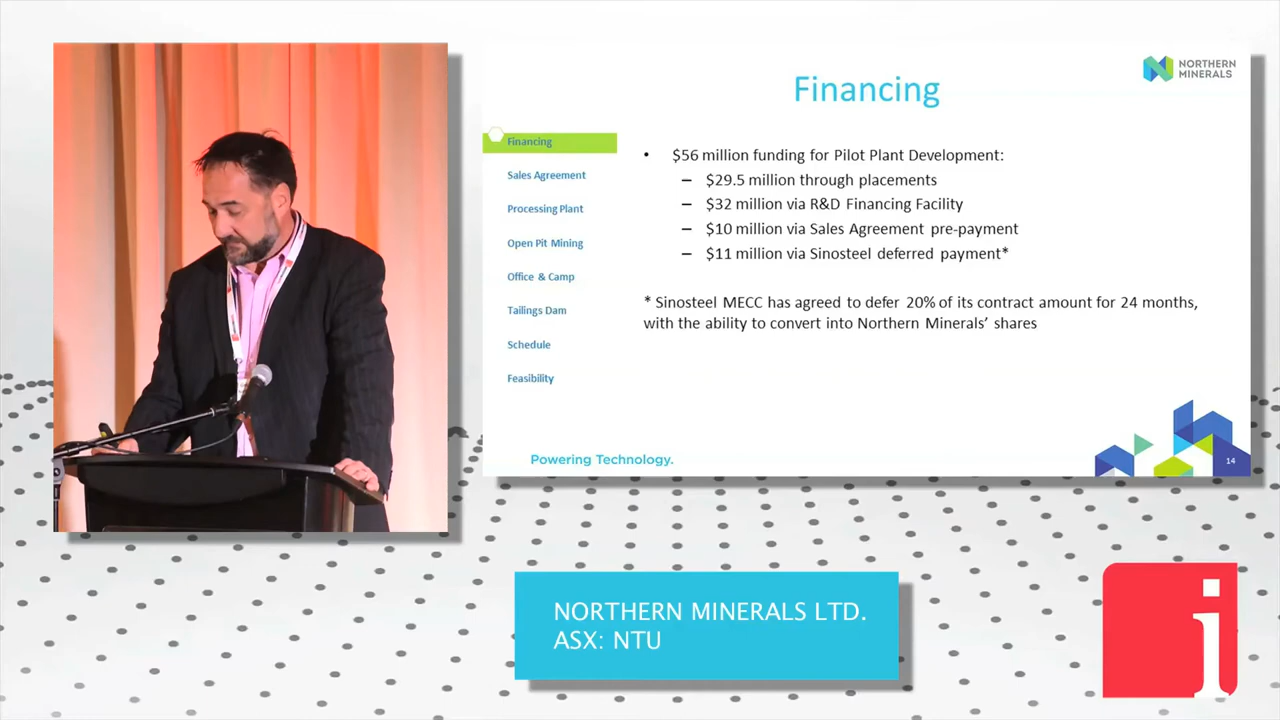 NORTHERN
MINERALS
Financing
Financing
Sales Agreement
Processing Plant
Open Pit Mining
Office & Camp
Tailings Dam
Schedule
Feasibility
• $56 million funding for Pilot Plant Development:
– $29.5 million through placements
– $32 million via R&D Financing Facility
– $10 million via Sales Agreement pre-payment
– $11 million via Sinosteel deferred payment*
* Sinosteel MECC has agreed to defer 20% of its contract amount for 24 months,
with the ability to convert into Northern Minerals’ shares
Powering Technology.
14
NORTHERN MINERALS LTD.
ASX: NTU
i